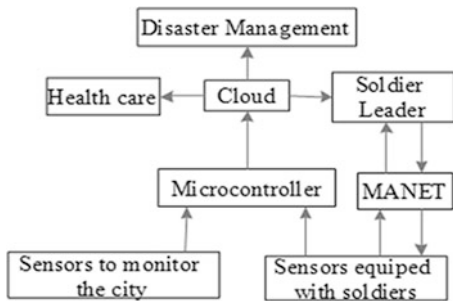 Disaster Management
Health care
Cloud
Soldier
Leader
Microcontroller
MANET
Sensors to monitor
the city
Sensors equiped
with soldiers